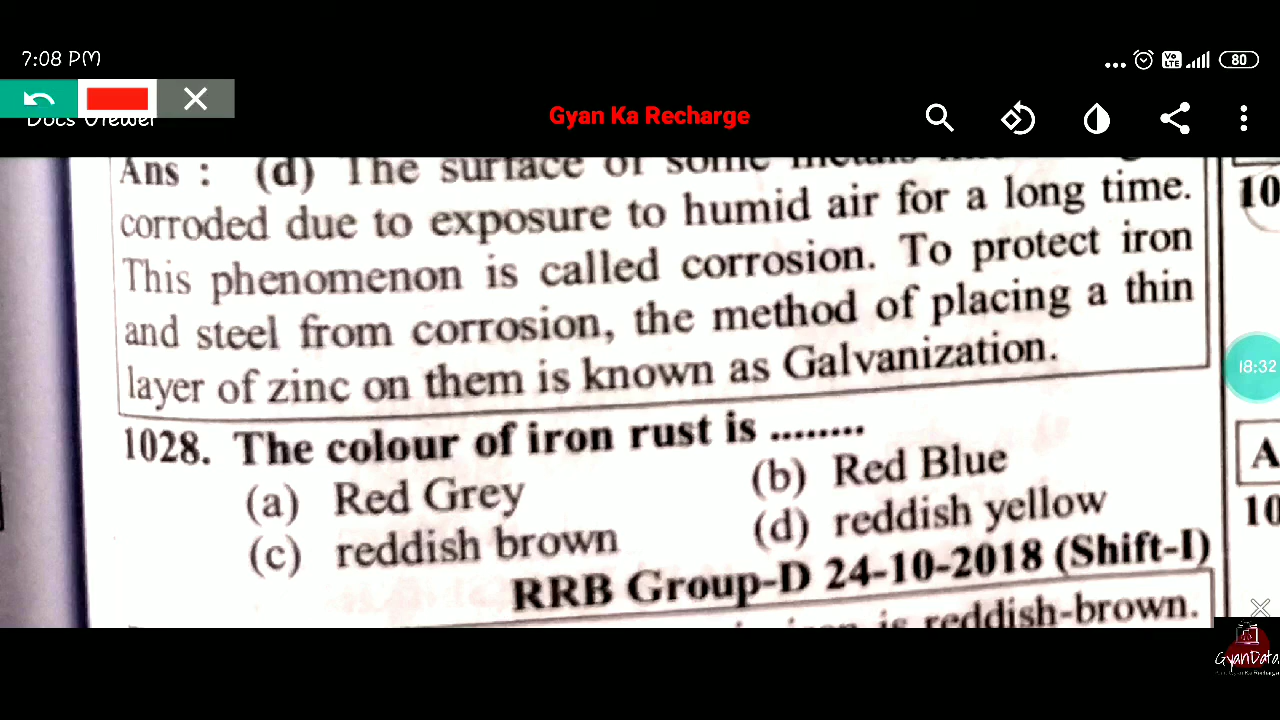 7:08 PM
80
Docs Viewer
Gyan Ka Recharge
Ans : (d) The surface of some metals
corroded due to exposure to humid air for a long time.
This phenomenon is called corrosion. To protect iron
and steel from corrosion, the method of placing a thin
layer of zinc on them is known as Galvanization.
1028. The colour of iron rust is ........
(a) Red Grey
(b) Red Blue
(c) reddish brown
(d) reddish yellow
RRB Group-D 24-10-2018 (Shift-I)
is reddish-brown.
10
18:32
A
10
GyanData